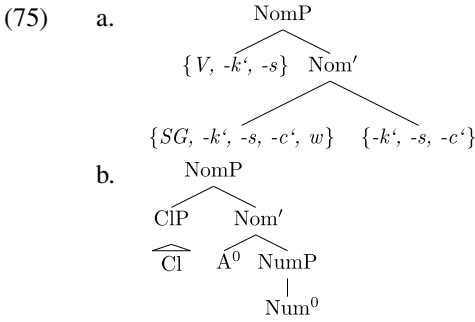 (75) a. NomP
{V, -k‘, -s} Nom′
{SG, -k‘, -s, -c‘, w} {-k‘, -s, -c‘}
b. NomP
ClP Nom′
Cl A⁰ NumP
Num⁰